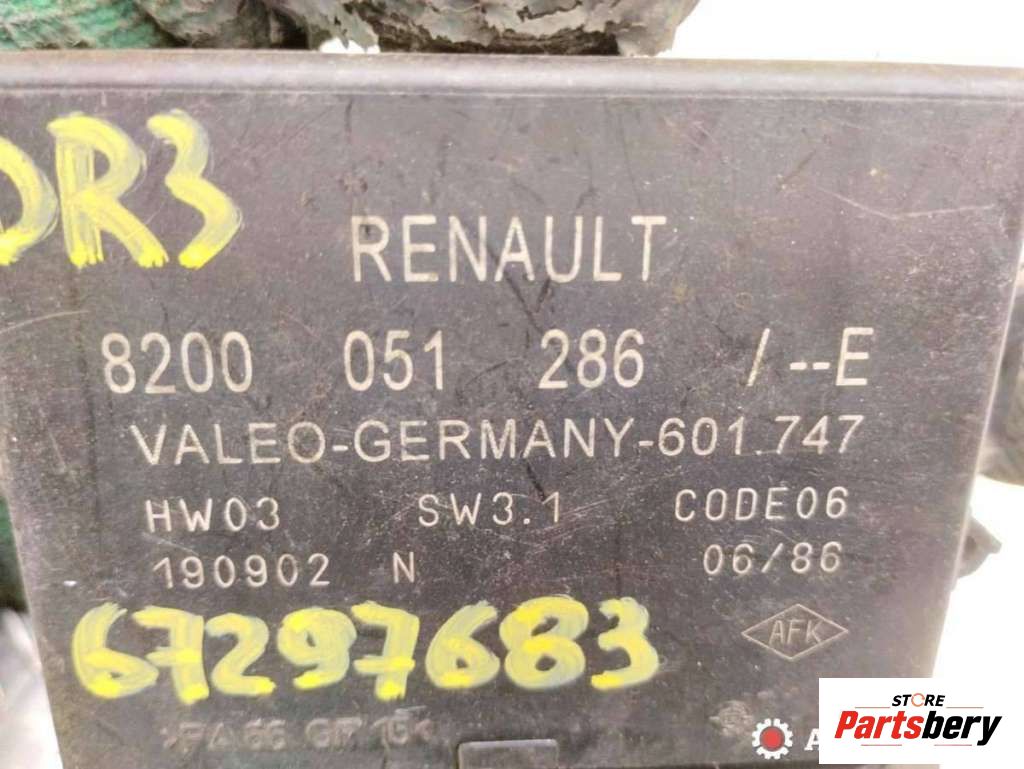 DR3
RENAULT
8200 051 286 /--E
VALEO-GERMANY-601.747
HW03 SW3.1 CODE06
190902 N 06/86
67297683
AFK
STORE
Partsbery